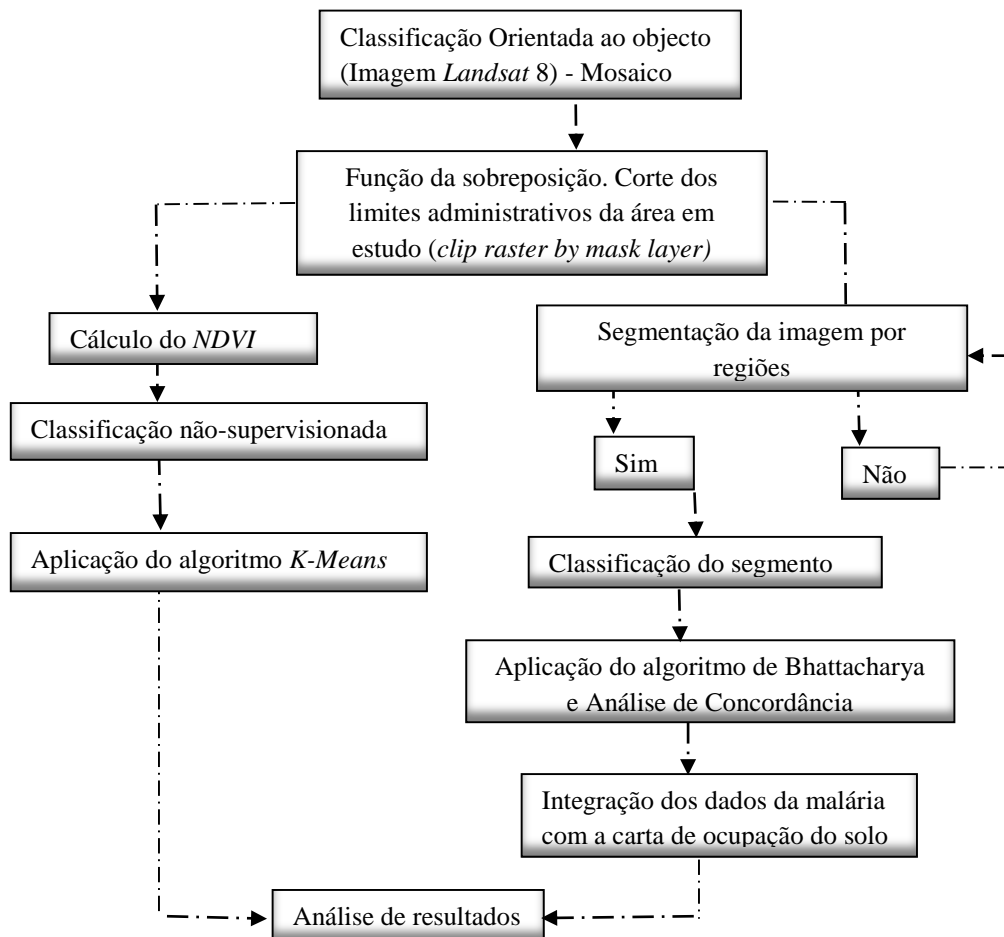 Classificação Orientada ao objecto
(Imagem Landsat 8) - Mosaico
Função da sobreposição. Corte dos
limites administrativos da área em
estudo (clip raster by mask layer)
Cálculo do NDVI
Classificação não-supervisionada
Aplicação do algoritmo K-Means
Segmentação da imagem por
regiões
Sim
Não
Classificação do segmento
Aplicação do algoritmo de Bhattacharya
e Análise de Concordância
Integração dos dados da malária
com a carta de ocupação do solo
Análise de resultados